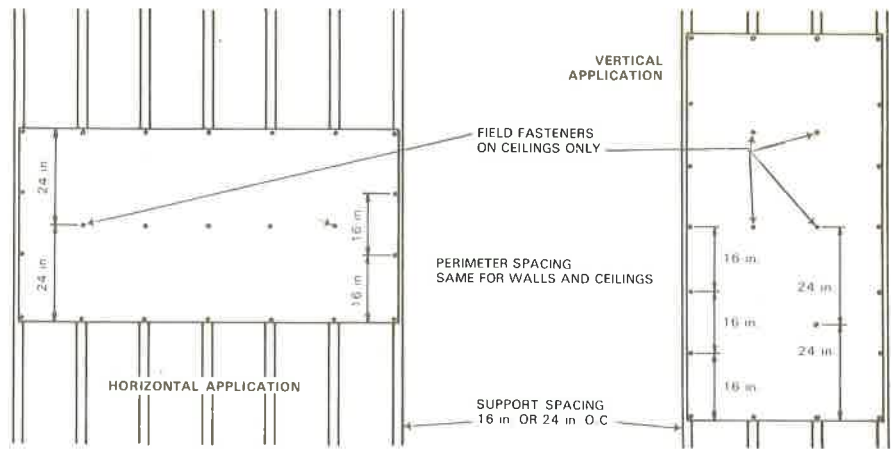 VERTICAL
APPLICATION
FIELD FASTENERS
ON CEILINGS ONLY
24 in
24 in.
16 in.
16 in
PERIMETER SPACING
SAME FOR WALLS AND CEILINGS
16 in.
16 in.
16 in.
24 in.
24 in.
HORIZONTAL APPLICATION
SUPPORT SPACING
16 in OR 24 in O C